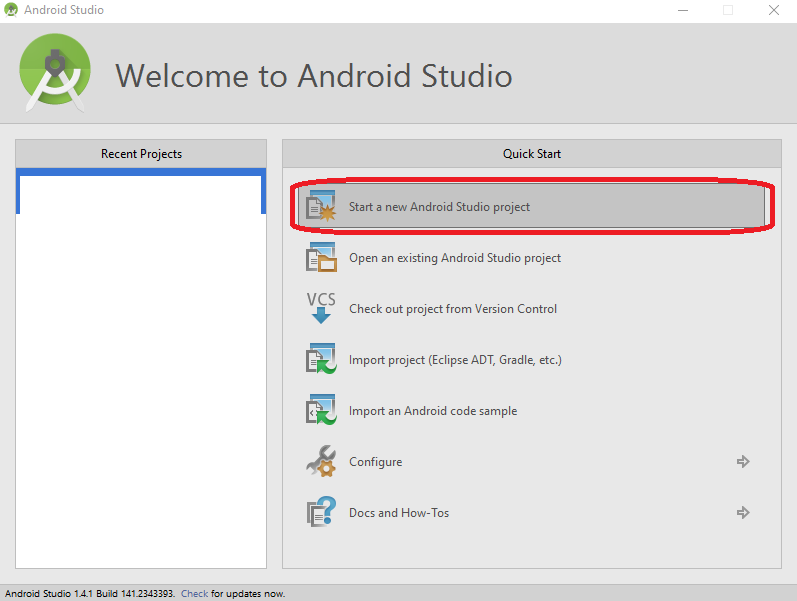 Android Studio
Welcome to Android Studio
Recent Projects
Quick Start
Start a new Android Studio project
Open an existing Android Studio project
VCS
Check out project from Version Control
Import project (Eclipse ADT, Gradle, etc.)
Import an Android code sample
Configure
Docs and How-Tos
Android Studio 1.4.1 Build 141.2343393. Check for updates now.